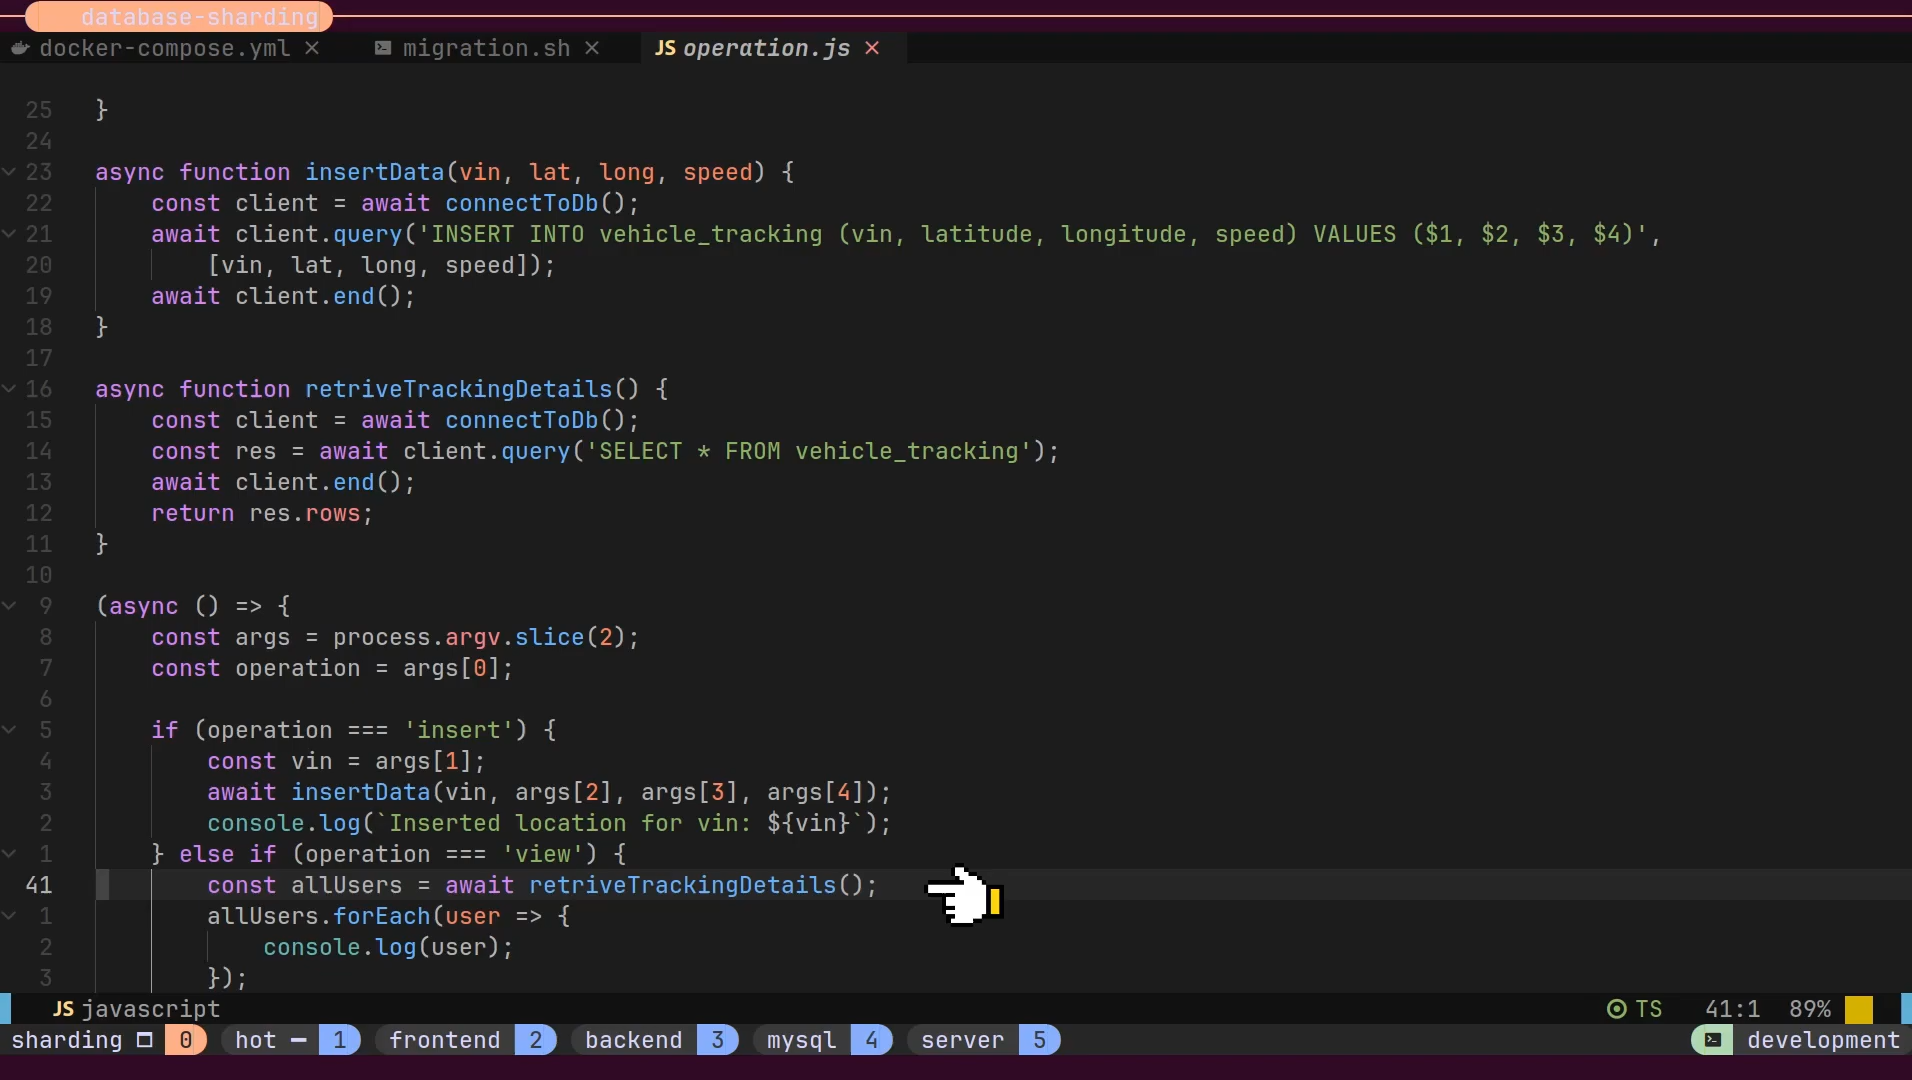 database-sharding
docker-compose.yml × migration.sh × JS operation.js ×
25 }
24
23 async function insertData(vin, lat, long, speed) {
22 const client = await connectToDb();
21 await client.query('INSERT INTO vehicle_tracking (vin, latitude, longitude, speed) VALUES ($1, $2, $3, $4)',
20 [vin, lat, long, speed]);
19 await client.end();
18 }
17
16 async function retriveTrackingDetails() {
15 const client = await connectToDb();
14 const res = await client.query('SELECT * FROM vehicle_tracking');
13 await client.end();
12 return res.rows;
11 }
10
9 (async () => {
8 const args = process.argv.slice(2);
7 const operation = args[0];
6
5 if (operation === 'insert') {
4 const vin = args[1];
3 await insertData(vin, args[2], args[3], args[4]);
2 console.log(`Inserted location for vin: ${vin}`);
1 } else if (operation === 'view') {
41 const allUsers = await retriveTrackingDetails();
1 allUsers.forEach(user => {
2 console.log(user);
3 });
JS javascript TS 41:1 89%
sharding 0 hot 1 frontend 2 backend 3 mysql 4 server 5 development